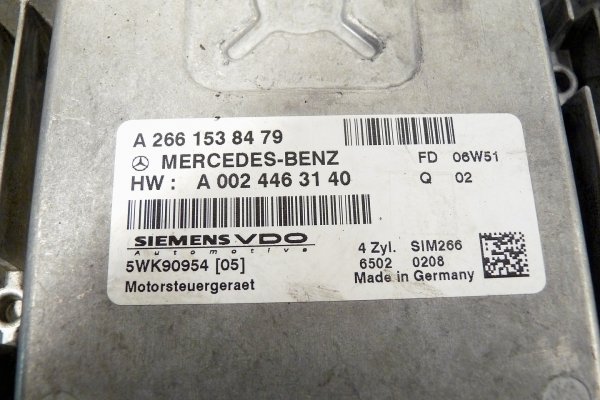 A 266 153 84 79
MERCEDES-BENZ FD 06W51
HW : A 002 446 31 40 Q 02
SIEMENS VDO
Automotive
4 Zyl. SIM266
5WK90954 [05] 6502 0208
Motorsteuergeraet Made in Germany